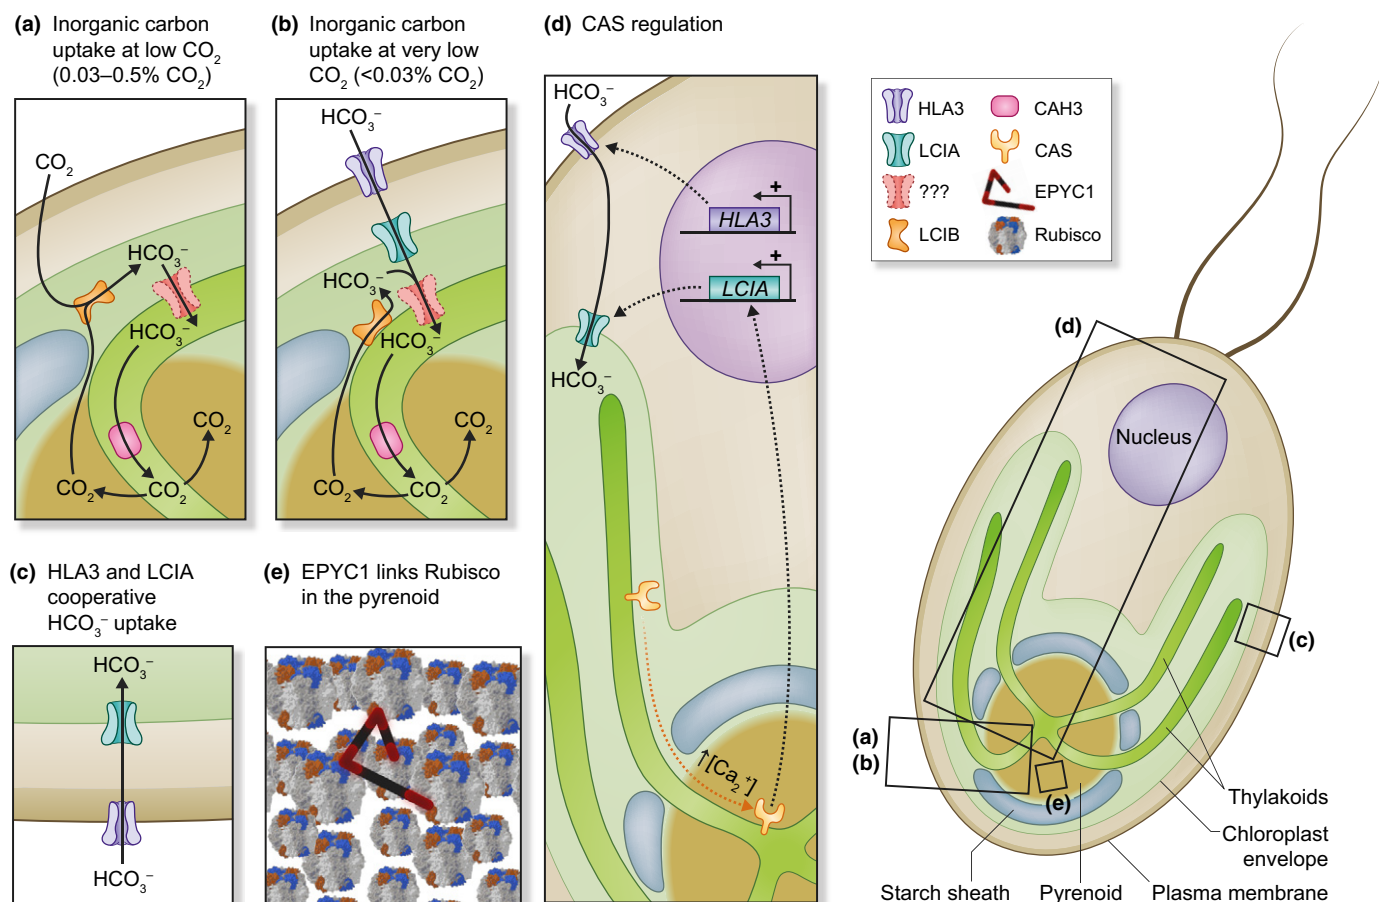 (a) Inorganic carbon
uptake at low CO₂
(0.03–0.5% CO₂)
CO₂
HCO₃⁻
HCO₃⁻
CO₂
CO₂
CO₂
(b) Inorganic carbon
uptake at very low
CO₂ (<0.03% CO₂)
HCO₃⁻
HCO₃⁻
HCO₃⁻
CO₂
CO₂
CO₂
(c) HLA3 and LCIA
cooperative
HCO₃⁻ uptake
HCO₃⁻
HCO₃⁻
(e) EPYC1 links Rubisco
in the pyrenoid
(d) CAS regulation
HCO₃⁻
+
HLA3
+
LCIA
HCO₃⁻
↑[Ca₂⁺]
HLA3
CAH3
LCIA
CAS
???
EPYC1
LCIB
Rubisco
(d)
Nucleus
(c)
(a)
(b)
(e)
Thylakoids
Chloroplast
envelope
Starch sheath
Pyrenoid
Plasma membrane